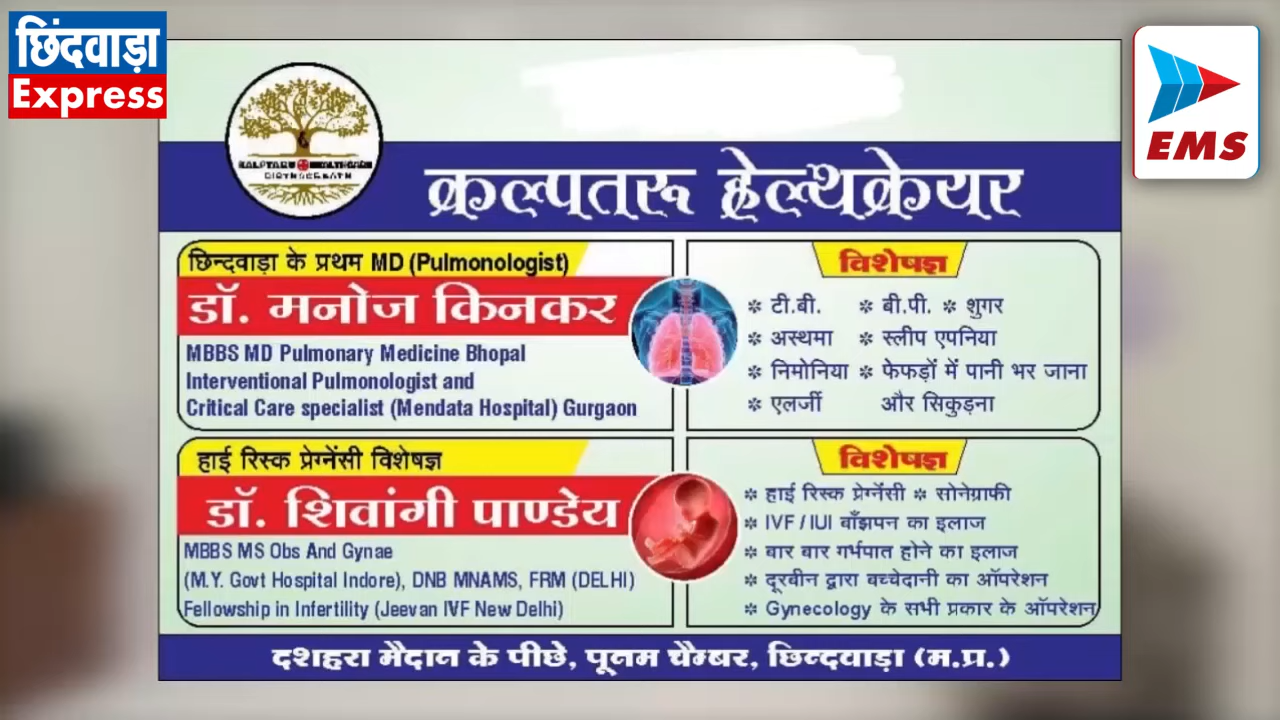 छिंदवाड़ा
Express
EMS
KALPTARU HEALTHCARE
कल्पतरू हेल्थकेयर
छिन्दवाड़ा के प्रथम MD (Pulmonologist)
डॉ. मनोज किनकर
MBBS MD Pulmonary Medicine Bhopal
Interventional Pulmonologist and
Critical Care specialist (Mendata Hospital) Gurgaon
विशेषज्ञ
❉ टी.बी. ❉ बी.पी. ❉ शुगर
❉ अस्थमा ❉ स्लीप एपनिया
❉ निमोनिया ❉ फेफड़ों में पानी भर जाना
❉ एलर्जी और सिकुड़ना
हाई रिस्क प्रेग्नेंसी विशेषज्ञ
डॉ. शिवांगी पाण्डेय
MBBS MS Obs And Gynae
(M.Y. Govt Hospital Indore), DNB MNAMS, FRM (DELHI)
Fellowship in Infertility (Jeevan IVF New Delhi)
विशेषज्ञ
❉ हाई रिस्क प्रेग्नेंसी ❉ सोनेग्राफी
❉ IVF / IUI बाँझपन का इलाज
❉ बार बार गर्भपात होने का इलाज
❉ दूरबीन द्वारा बच्चेदानी का ऑपरेशन
❉ Gynecology के सभी प्रकार के ऑपरेशन
दशहरा मैदान के पीछे, पूनम चैम्बर, छिन्दवाड़ा (म.प्र.)